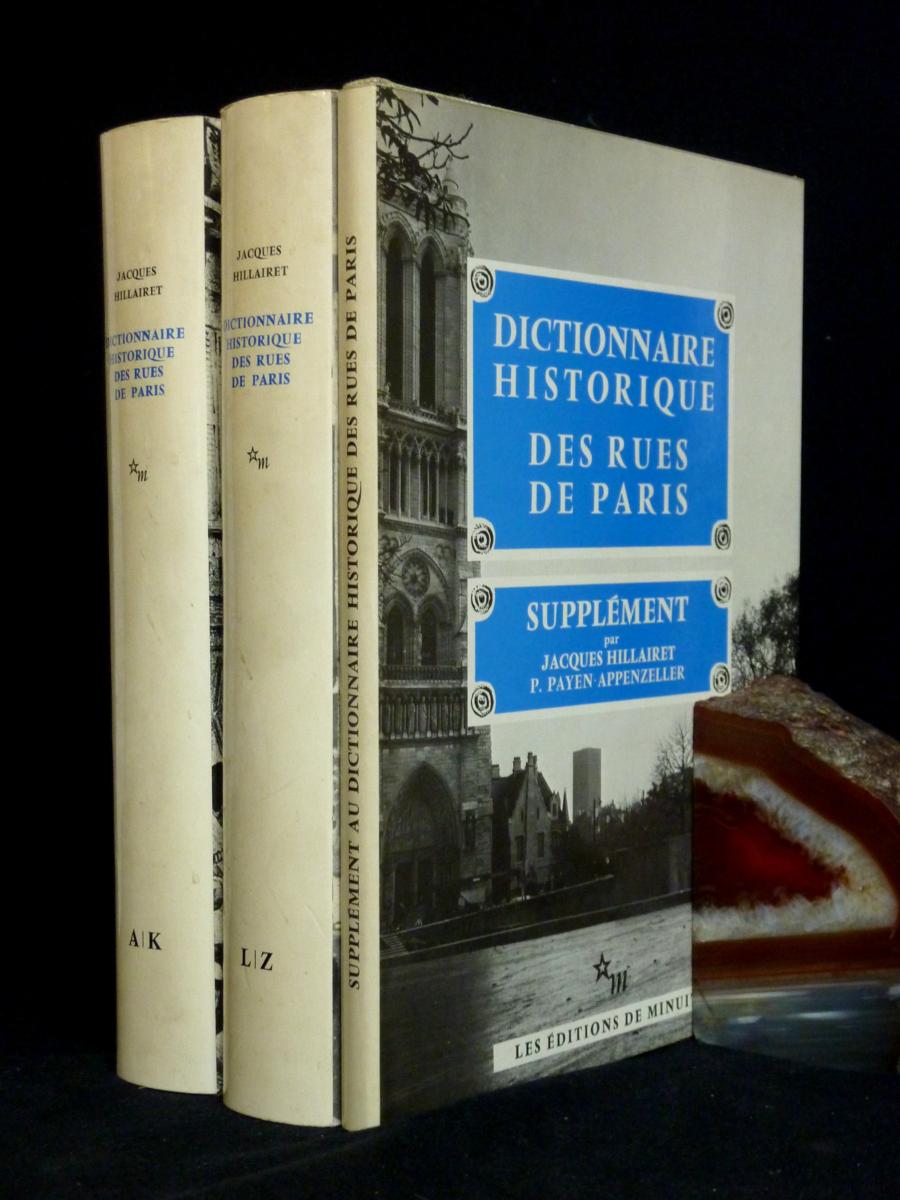 JACQUES
HILLAIRET
DICTIONNAIRE
HISTORIQUE
DES RUES
DE PARIS
m
A|K
JACQUES
HILLAIRET
DICTIONNAIRE
HISTORIQUE
DES RUES
DE PARIS
m
L|Z
SUPPLÉMENT AU DICTIONNAIRE HISTORIQUE DES RUES DE PARIS
DICTIONNAIRE
HISTORIQUE
DES RUES
DE PARIS
SUPPLÉMENT
par
JACQUES HILLAIRET
P. PAYEN-APPENZELLER
m
LES ÉDITIONS DE MINUI